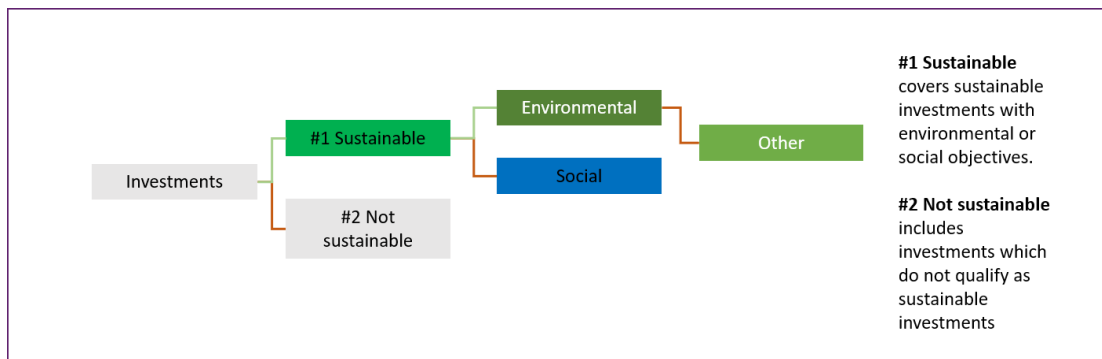 Investments
#1 Sustainable
#2 Not
sustainable
Environmental
Social
Other
#1 Sustainable
covers sustainable
investments with
environmental or
social objectives.
#2 Not sustainable
includes
investments which
do not qualify as
sustainable
investments